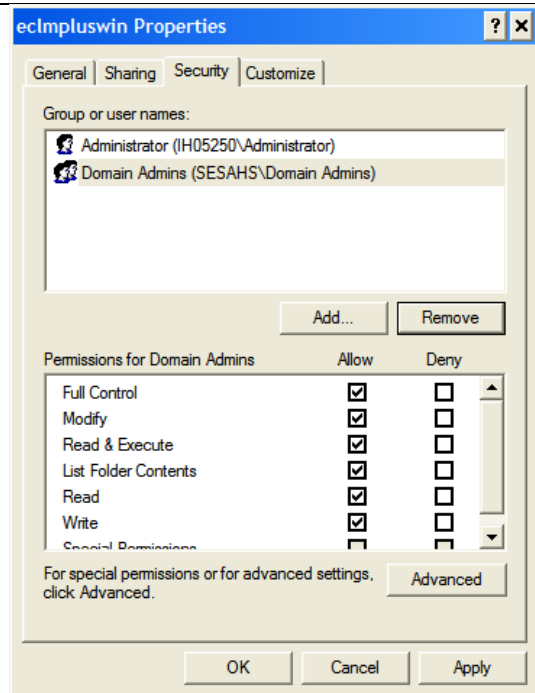 eclmpluswin Properties
General Sharing Security Customize
Group or user names:
Administrator (IH05250\Administrator)
Domain Admins (SESAHS\Domain Admins)
Add... Remove
Permissions for Domain Admins Allow Deny
Full Control
Modify
Read & Execute
List Folder Contents
Read
Write
Special Permissions
For special permissions or for advanced settings, click Advanced.
Advanced
OK Cancel Apply